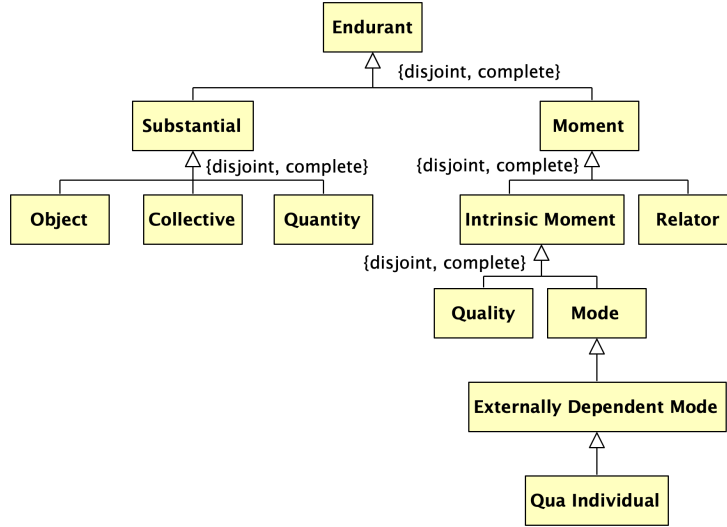 Endurant
{disjoint, complete}
Substantial
Moment
{disjoint, complete}
{disjoint, complete}
Object
Collective
Quantity
Intrinsic Moment
Relator
{disjoint, complete}
Quality
Mode
Externally Dependent Mode
Qua Individual